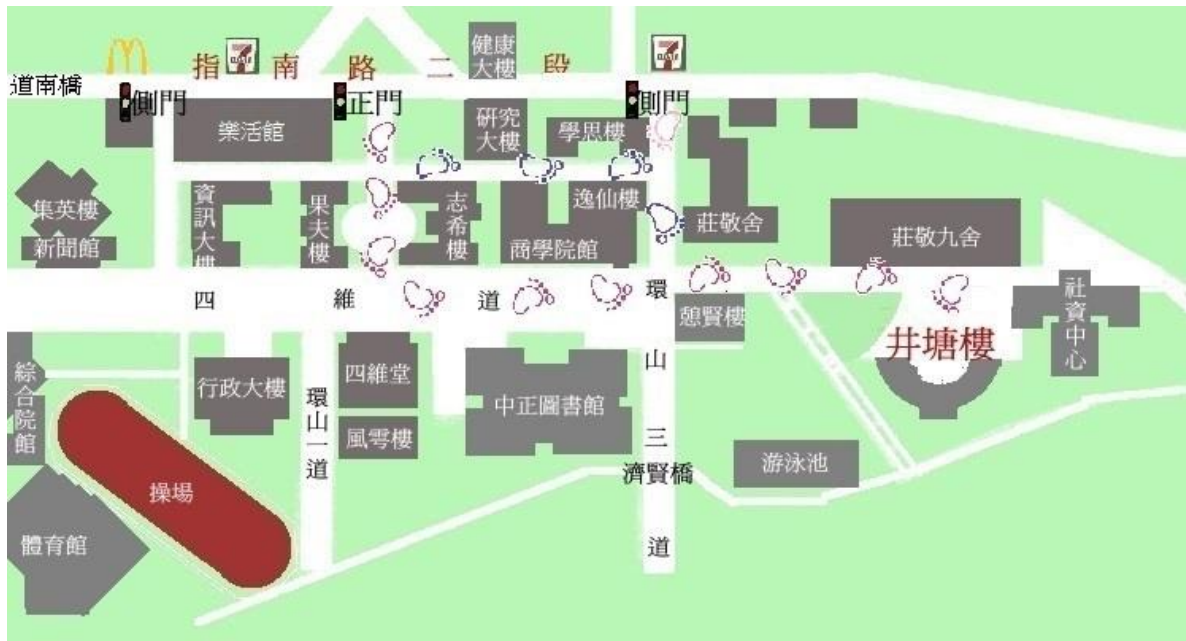 健康
大樓
指南路二段
道南橋
側門
正門
側門
樂活館
研究
大樓
學思樓
集英樓
新聞館
資訊大樓
果夫樓
志希樓
商學院館
逸仙樓
莊敬舍
莊敬九舍
四維道
環山三道
憩賢樓
井塘樓
社資中心
綜合院館
行政大樓
環山一道
四維堂
風雩樓
中正圖書館
濟賢橋
游泳池
操場
體育館